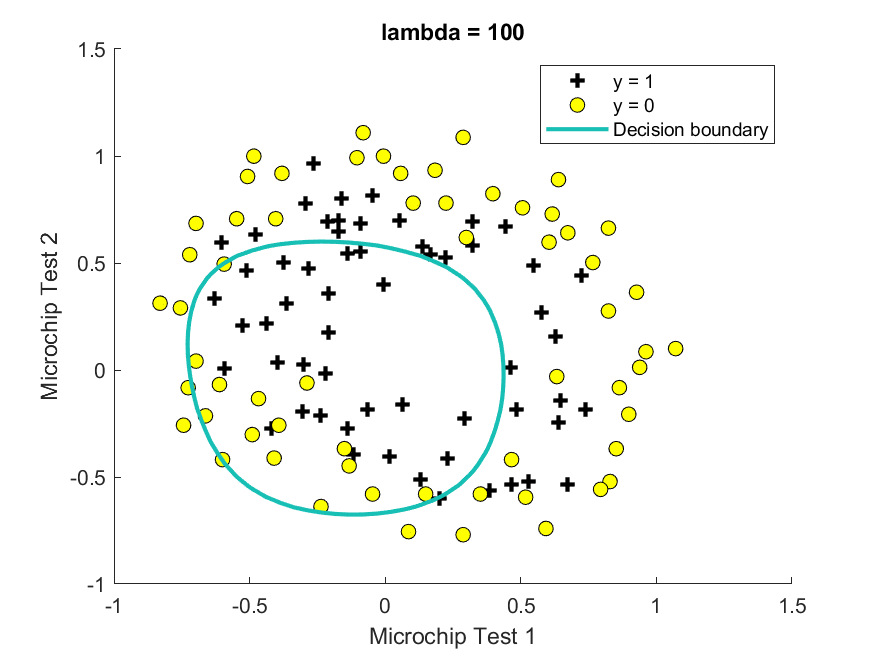 lambda = 100
y = 1
y = 0
Decision boundary
1.5
1
0.5
0
-0.5
-1
Microchip Test 2
-1
-0.5
0
0.5
1
1.5
Microchip Test 1